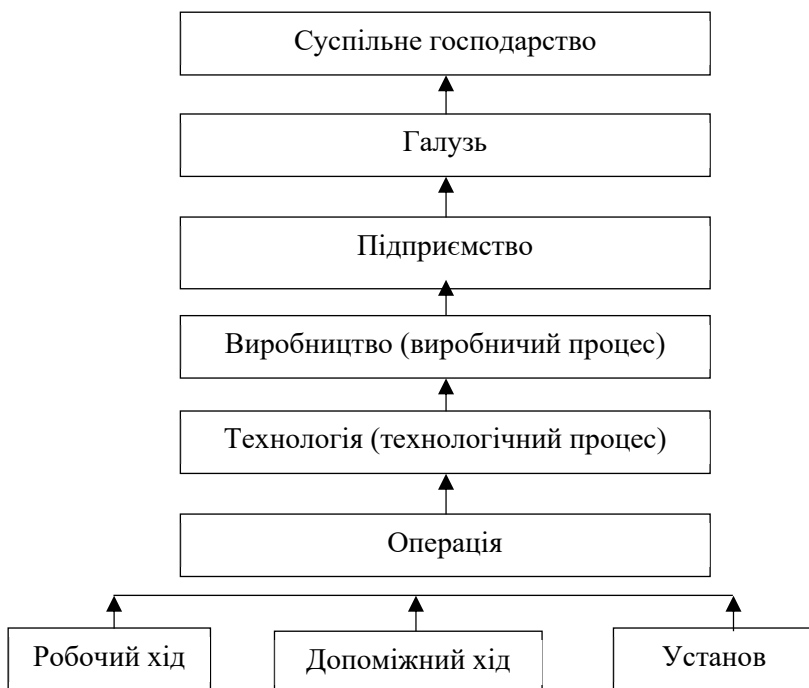 Суспільне господарство
Галузь
Підприємство
Виробництво (виробничий процес)
Технологія (технологічний процес)
Операція
Робочий хід
Допоміжний хід
Установ